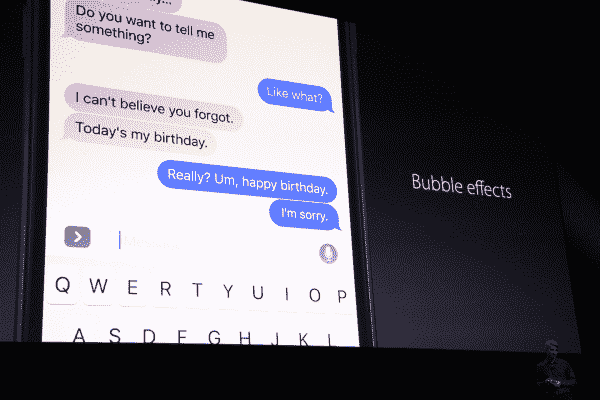 Do you want to tell me
something?
Like what?
I can't believe you forgot.
Today's my birthday.
Really? Um, happy birthday.
I'm sorry.
Bubble effects
Q W E R T Y U I O P
A S D F G H J K L